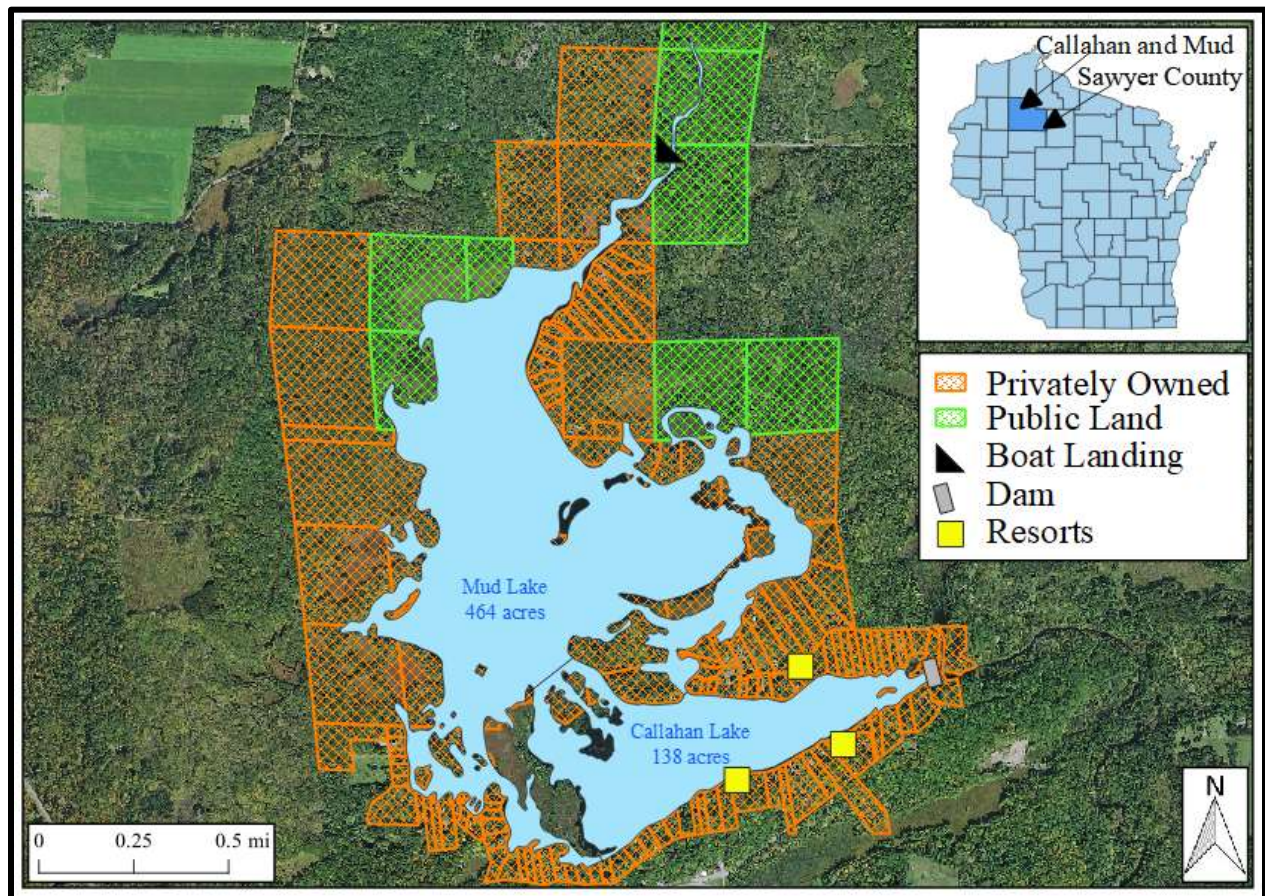 Callahan and Mud
Sawyer County
Privately Owned
Public Land
Boat Landing
Dam
Resorts
Mud Lake
464 acres
Callahan Lake
138 acres
0 0.25 0.5 mi
N